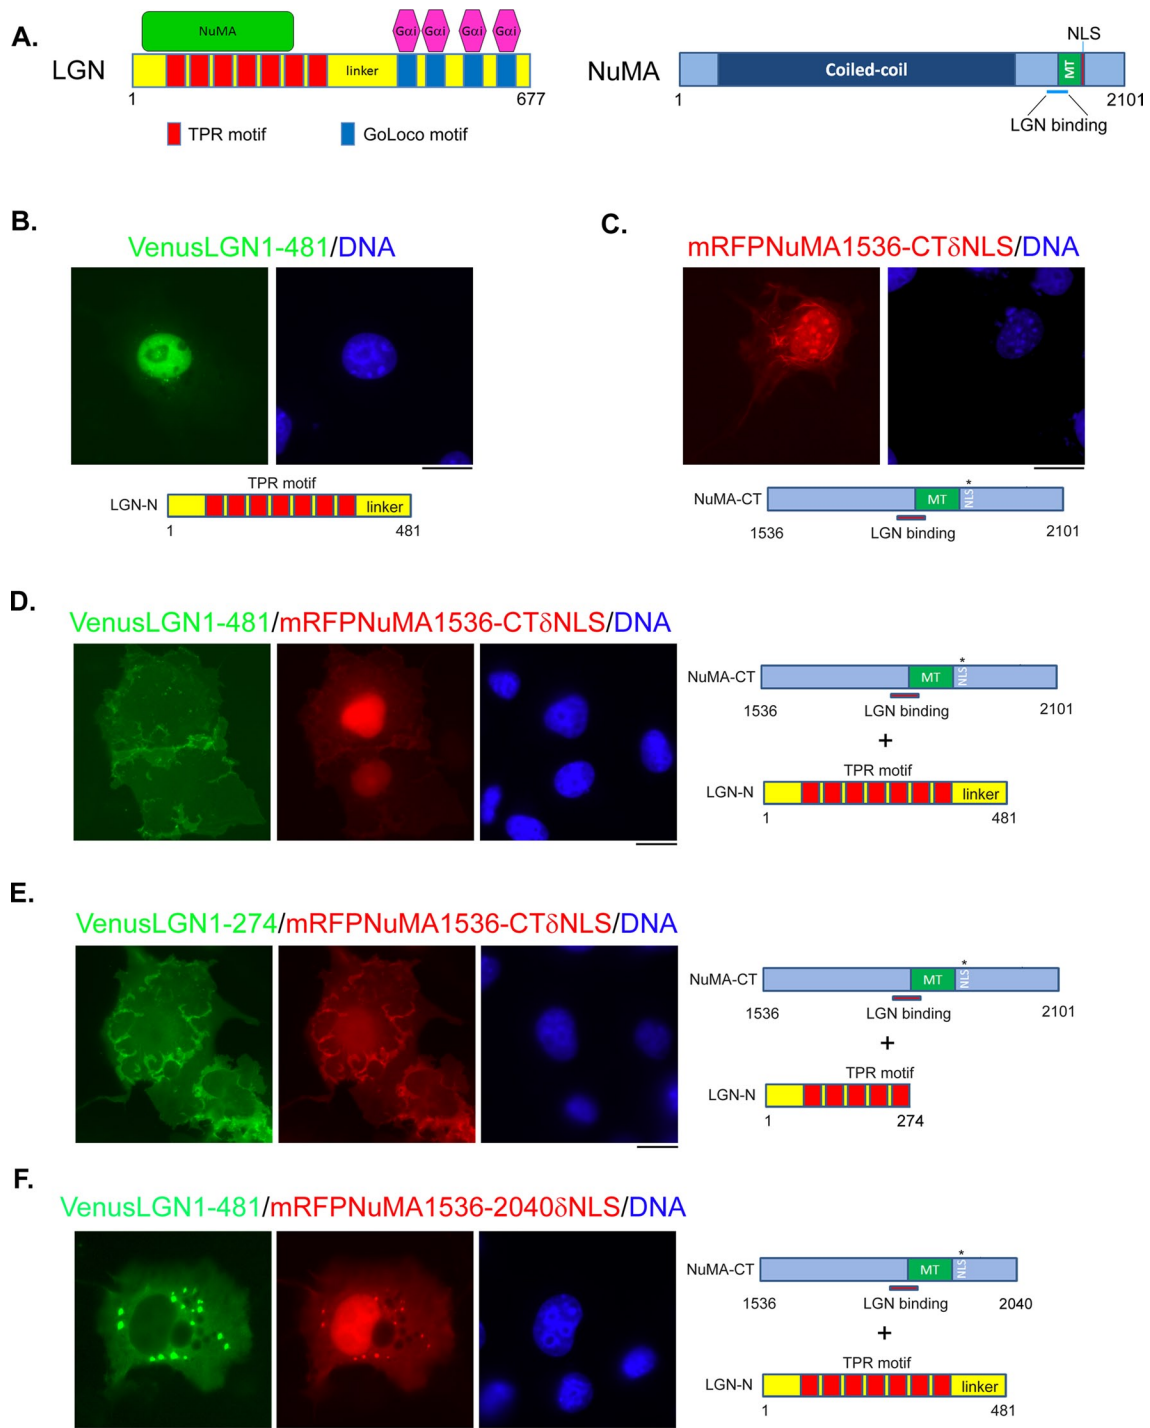 A.
NuMA
Gαi Gαi Gαi Gαi
LGN
linker
1
677
TPR motif
GoLoco motif
NuMA
Coiled-coil
MT
NLS
1
2101
LGN binding
B.
VenusLGN1-481/DNA
TPR motif
LGN-N
linker
1
481
C.
mRFPNuMA1536-CTδNLS/DNA
NuMA-CT
MT
NLS
*
1536
LGN binding
2101
D.
VenusLGN1-481/mRFPNuMA1536-CTδNLS/DNA
NuMA-CT
MT
NLS
*
1536
LGN binding
2101
+
TPR motif
LGN-N
linker
1
481
E.
VenusLGN1-274/mRFPNuMA1536-CTδNLS/DNA
NuMA-CT
MT
NLS
*
1536
LGN binding
2101
+
TPR motif
LGN-N
1
274
F.
VenusLGN1-481/mRFPNuMA1536-2040δNLS/DNA
NuMA-CT
MT
NLS
*
1536
LGN binding
2040
+
TPR motif
LGN-N
linker
1
481